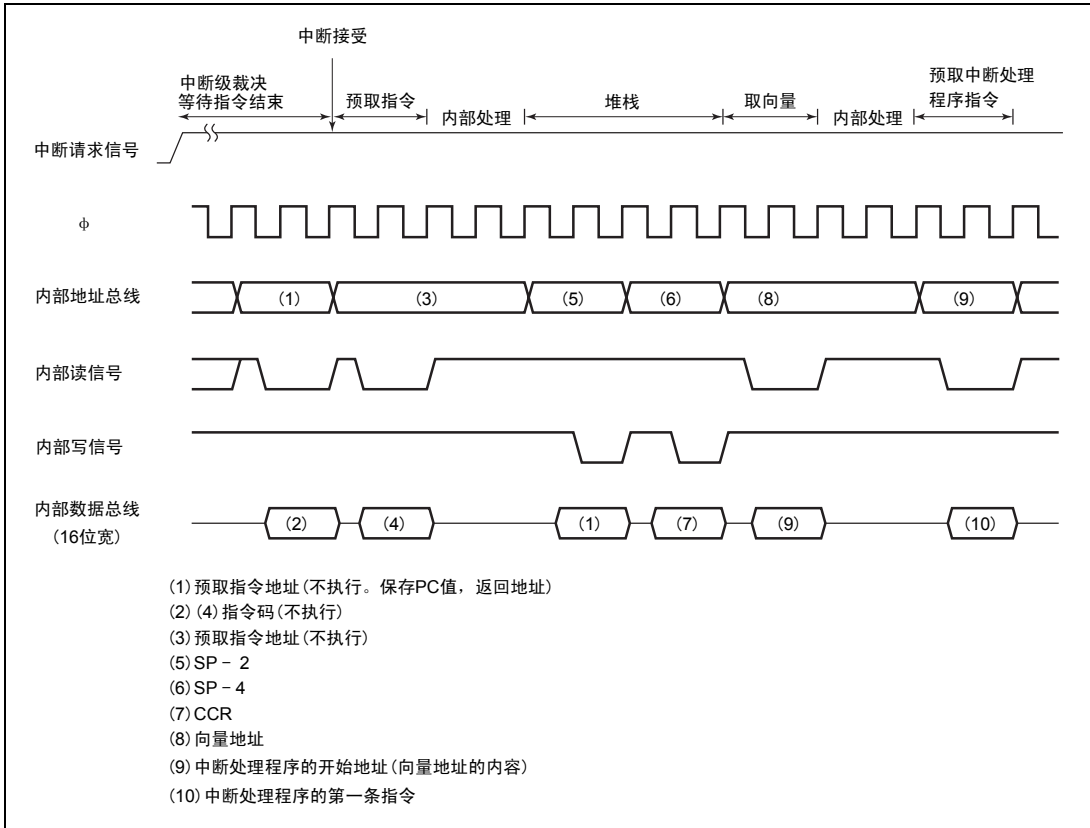 中断接受
中断级裁决
等待指令结束
预取指令
内部处理
堆栈
取向量
内部处理
预取中断处理
程序指令
中断请求信号
φ
内部地址总线
(1)
(3)
(5)
(6)
(8)
(9)
内部读信号
内部写信号
内部数据总线
(16位宽)
(2)
(4)
(1)
(7)
(9)
(10)
(1)预取指令地址(不执行。保存PC值，返回地址)
(2)(4)指令码(不执行)
(3)预取指令地址(不执行)
(5)SP－2
(6)SP－4
(7)CCR
(8)向量地址
(9)中断处理程序的开始地址(向量地址的内容)
(10)中断处理程序的第一条指令